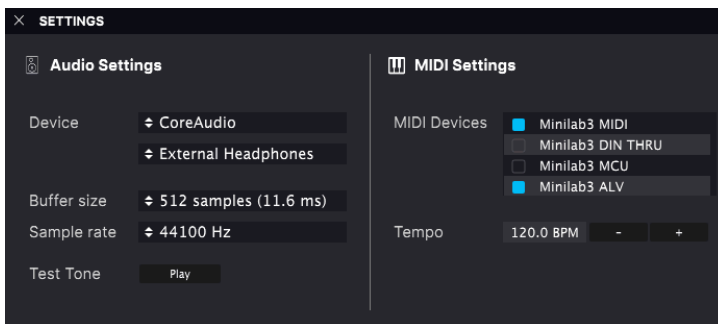 SETTINGS
Audio Settings
Device
CoreAudio
External Headphones
Buffer size
512 samples (11.6 ms)
Sample rate
44100 Hz
Test Tone
Play
MIDI Settings
MIDI Devices
Minilab3 MIDI
Minilab3 DIN THRU
Minilab3 MCU
Minilab3 ALV
Tempo
120.0 BPM
-
+